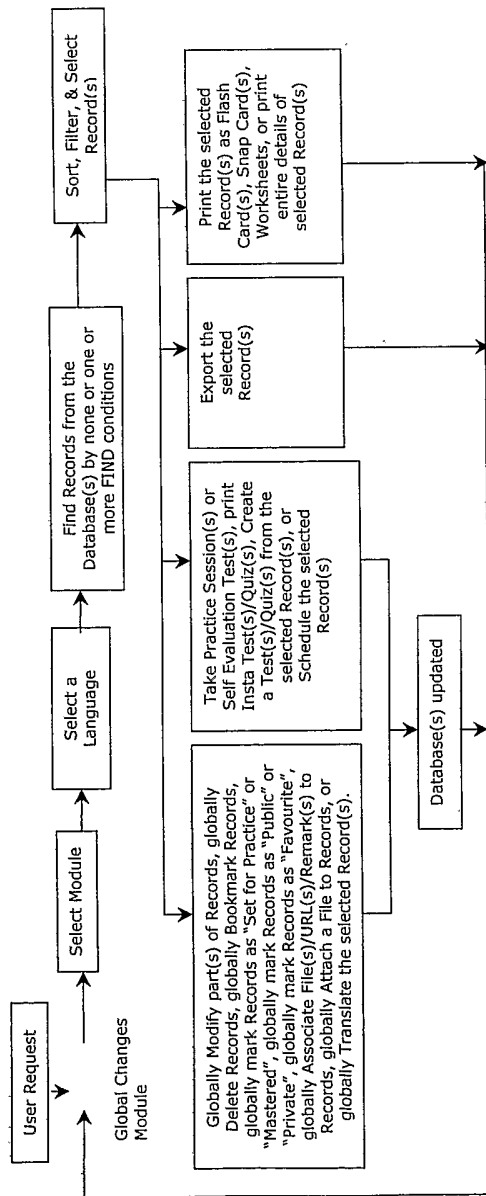 User Request
Global Changes
Module
Select Module
Select a
Language
Find Records from the
Database(s) by none or one or
more FIND conditions
Sort, Filter, & Select
Record(s)
Globally Modify part(s) of Records, globally
Delete Records, globally Bookmark Records,
globally mark Records as “Set for Practice” or
“Mastered”, globally mark Records as “Public” or
“Private”, globally mark Records as “Favourite”,
globally Associate File(s)/URL(s)/Remark(s) to
Records, globally Attach a File to Records, or
globally Translate the selected Record(s).
Take Practice Session(s) or
Self Evaluation Test(s), print
Insta Test(s)/Quiz(s), Create
a Test(s)/Quiz(s) from the
selected Record(s), or
Schedule the selected
Record(s)
Export the
selected
Record(s)
Print the selected
Record(s) as Flash
Card(s), Snap Card(s),
Worksheets, or print
entire details of
selected Record(s)
Database(s) updated